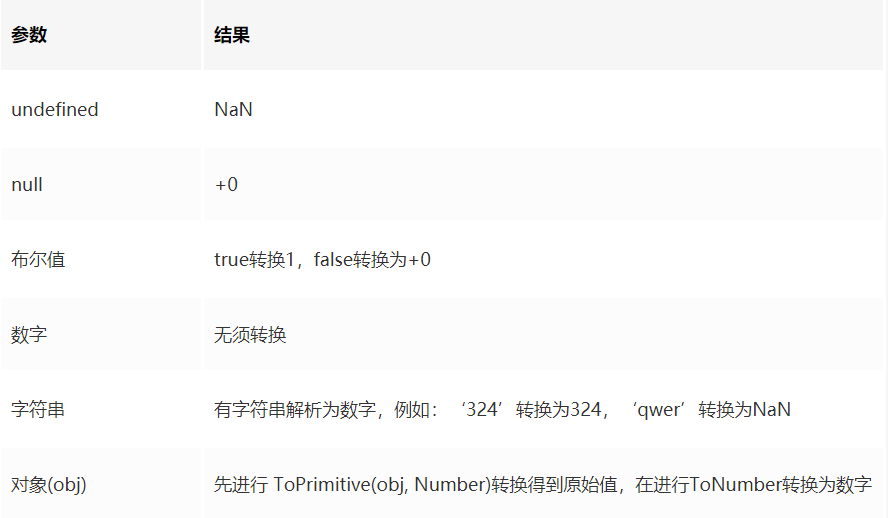 参数 结果
undefined NaN
null +0
布尔值 true转换1，false转换为+0
数字 无须转换
字符串 有字符串解析为数字，例如：‘324’转换为324，‘qwer’转换为NaN
对象(obj) 先进行 ToPrimitive(obj, Number)转换得到原始值，在进行ToNumber转换为数字